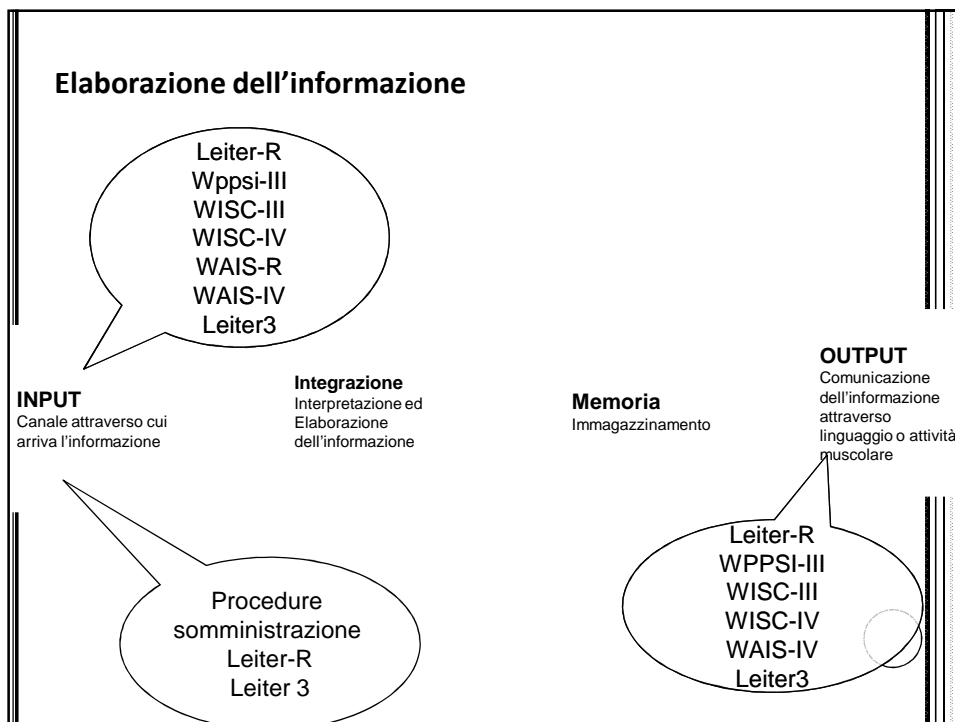 Elaborazione dell'informazione
Leiter-R
Wppsi-III
WISC-III
WISC-IV
WAIS-R
WAIS-IV
Leiter3
INPUT
Canale attraverso cui
arriva l'informazione
Integrazione
Interpretazione ed
Elaborazione
dell'informazione
Memoria
Immagazzinamento
OUTPUT
Comunicazione
dell'informazione
attraverso
linguaggio o attività
muscolare
Procedure
somministrazione
Leiter-R
Leiter 3
Leiter-R
WPPSI-III
WISC-III
WISC-IV
WAIS-IV
Leiter3